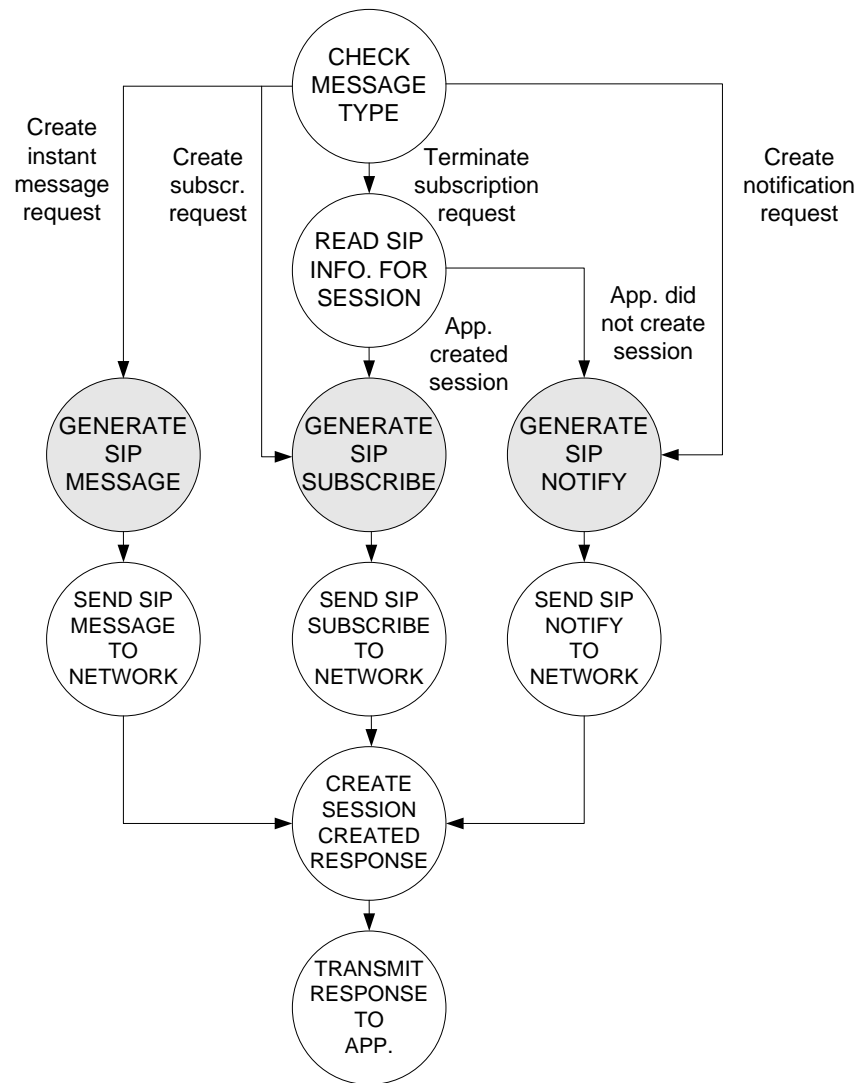 CHECK
MESSAGE
TYPE
Create
instant
message
request
Create
subscr.
request
Terminate
subscription
request
Create
notification
request
READ SIP
INFO. FOR
SESSION
App.
created
session
App. did
not create
session
GENERATE
SIP
MESSAGE
GENERATE
SIP
SUBSCRIBE
GENERATE
SIP
NOTIFY
SEND SIP
MESSAGE
TO
NETWORK
SEND SIP
SUBSCRIBE
TO
NETWORK
SEND SIP
NOTIFY
TO
NETWORK
CREATE
SESSION
CREATED
RESPONSE
TRANSMIT
RESPONSE
TO
APP.